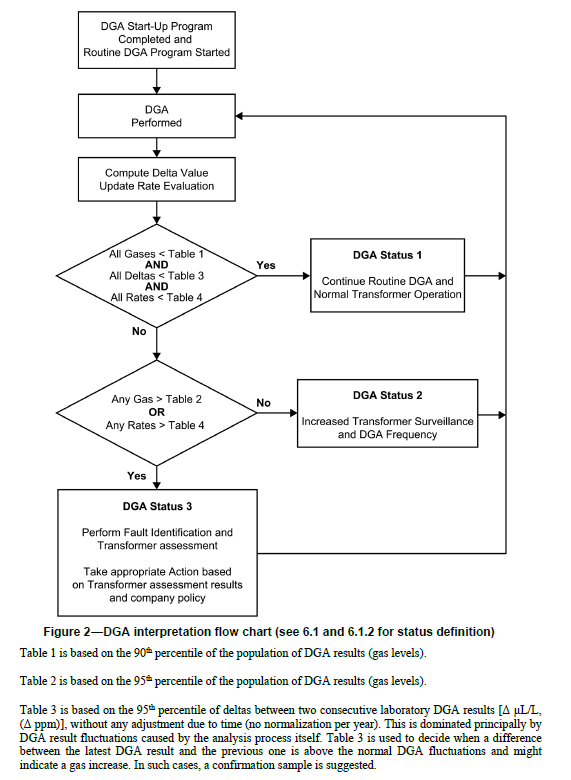 DGA Start-Up Program
Completed and
Routine DGA Program Started
DGA
Performed
Compute Delta Value
Update Rate Evaluation
All Gases < Table 1
AND
All Deltas < Table 3
AND
All Rates < Table 4
Yes
DGA Status 1
Continue Routine DGA and
Normal Transformer Operation
No
Any Gas > Table 2
OR
Any Rates > Table 4
No
DGA Status 2
Increased Transformer Surveillance
and DGA Frequency
Yes
DGA Status 3
Perform Fault Identification and
Transformer assessment
Take appropriate Action based
on Transformer assessment results
and company policy
Figure 2—DGA interpretation flow chart (see 6.1 and 6.1.2 for status definition)
Table 1 is based on the 90th percentile of the population of DGA results (gas levels).
Table 2 is based on the 95th percentile of the population of DGA results (gas levels).
Table 3 is based on the 95th percentile of deltas between two consecutive laboratory DGA results [Δ μL/L,
(Δ ppm)], without any adjustment due to time (no normalization per year). This is dominated principally by
DGA result fluctuations caused by the analysis process itself. Table 3 is used to decide when a difference
between the latest DGA result and the previous one is above the normal DGA fluctuations and might
indicate a gas increase. In such cases, a confirmation sample is suggested.